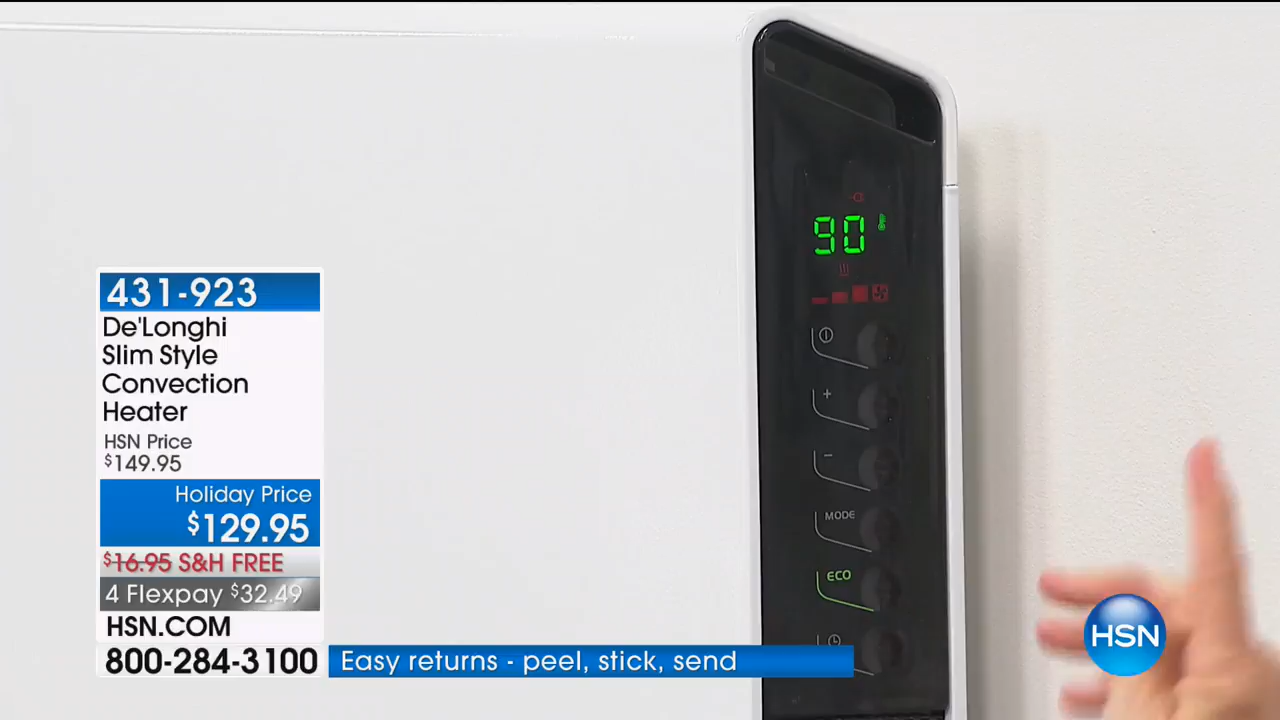 431-923
De'Longhi
Slim Style
Convection
Heater
HSN Price
$149.95
Holiday Price
$129.95
$16.95 S&H FREE
4 Flexpay $32.49
HSN.COM
800-284-3100
Easy returns - peel, stick, send
90
+
-
MODE
ECO
HSN